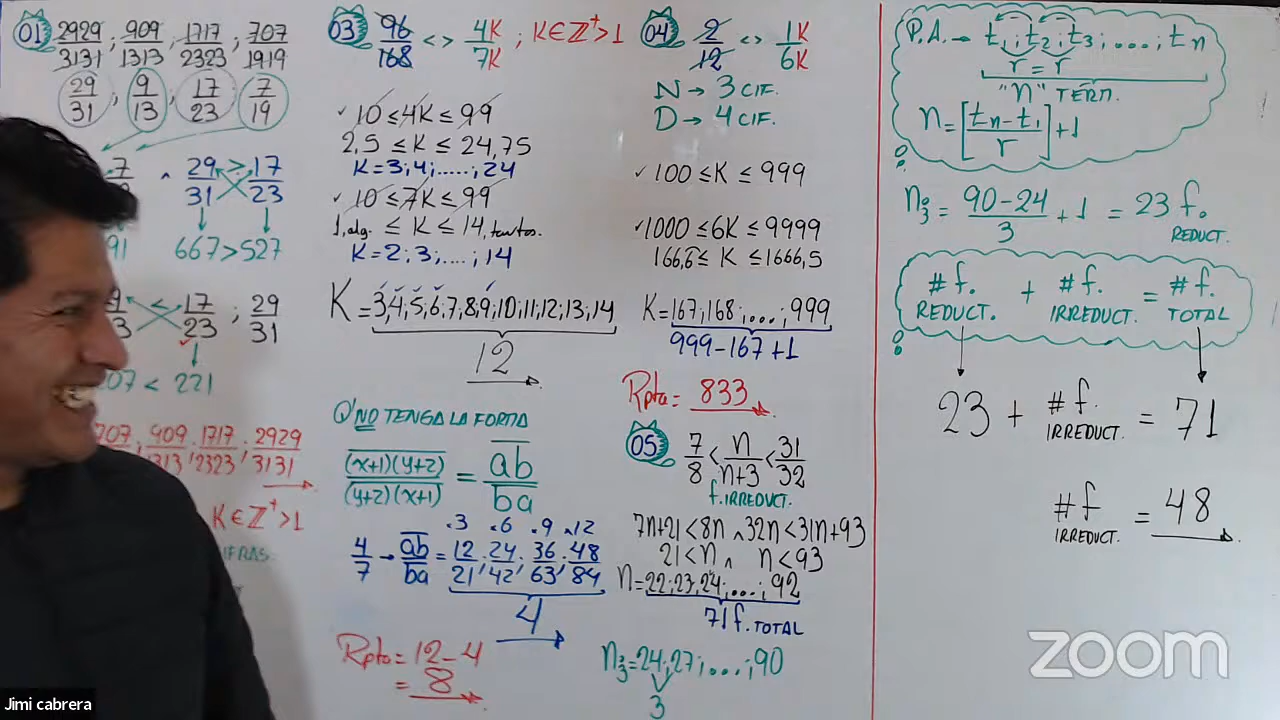 01 2929/3131 ; 909/1313 ; 1717/2323 ; 707/1919
29/31 ; 9/13 ; 17/23 ; 7/19
7 ∧ 29/31 > 17/23
91 667 > 527
9 < 17/23 ; 29/31
207 < 221
707 ; 909/1313 ; 1717/2323 ; 2929/3131
K∈Z⁺>1
IFRAS.
03 96/168 <> 4K/7K ; K∈Z⁺>1
✓ 10 ≤ 4K ≤ 99
2,5 ≤ K ≤ 24,75
K=3;4;.....;24
✓ 10 ≤ 7K ≤ 99
1,alg. ≤ K ≤ 14,tantos.
K=2;3;....;14
K=3;4;5;6;7;8;9;10;11;12;13;14
12
Q' NO TENGA LA FORMA
(x+1)(y+2)/(y+2)(x+1) = ab/ba
.3 .6 .9 .12
4/7 → ab/ba = 12/21 ; 24/42 ; 36/63 ; 48/84
4
Rpta = 12-4
= 8
04 2/12 <> 1K/6K
N → 3 CIF.
D → 4 CIF.
✓ 100 ≤ K ≤ 999
✓ 1000 ≤ 6K ≤ 9999
166,6 ≤ K ≤ 1666,5
K=167;168;...;999
999-167+1
Rpta = 833
05 7/8 < n/n+3 < 31/32
f. IRREDUCT.
7n+21<8n ∧ 32n<31n+93
21<n ∧ n<93
n=22;23;24;...;92
71 f. TOTAL
n3° = 24;27;...;90
3
P.A. → t1;t2;t3;....;tn
r = r
"n" TÉRM.
n = [tn-t1/r]+1
n3° = 90-24/3 + 1 = 23 f.
REDUCT.
# f. + # f. = # f.
REDUCT. IRREDUCT. TOTAL
23 + # f. = 71
IRREDUCT.
# f = 48
IRREDUCT.
zoom
Jimi cabrera